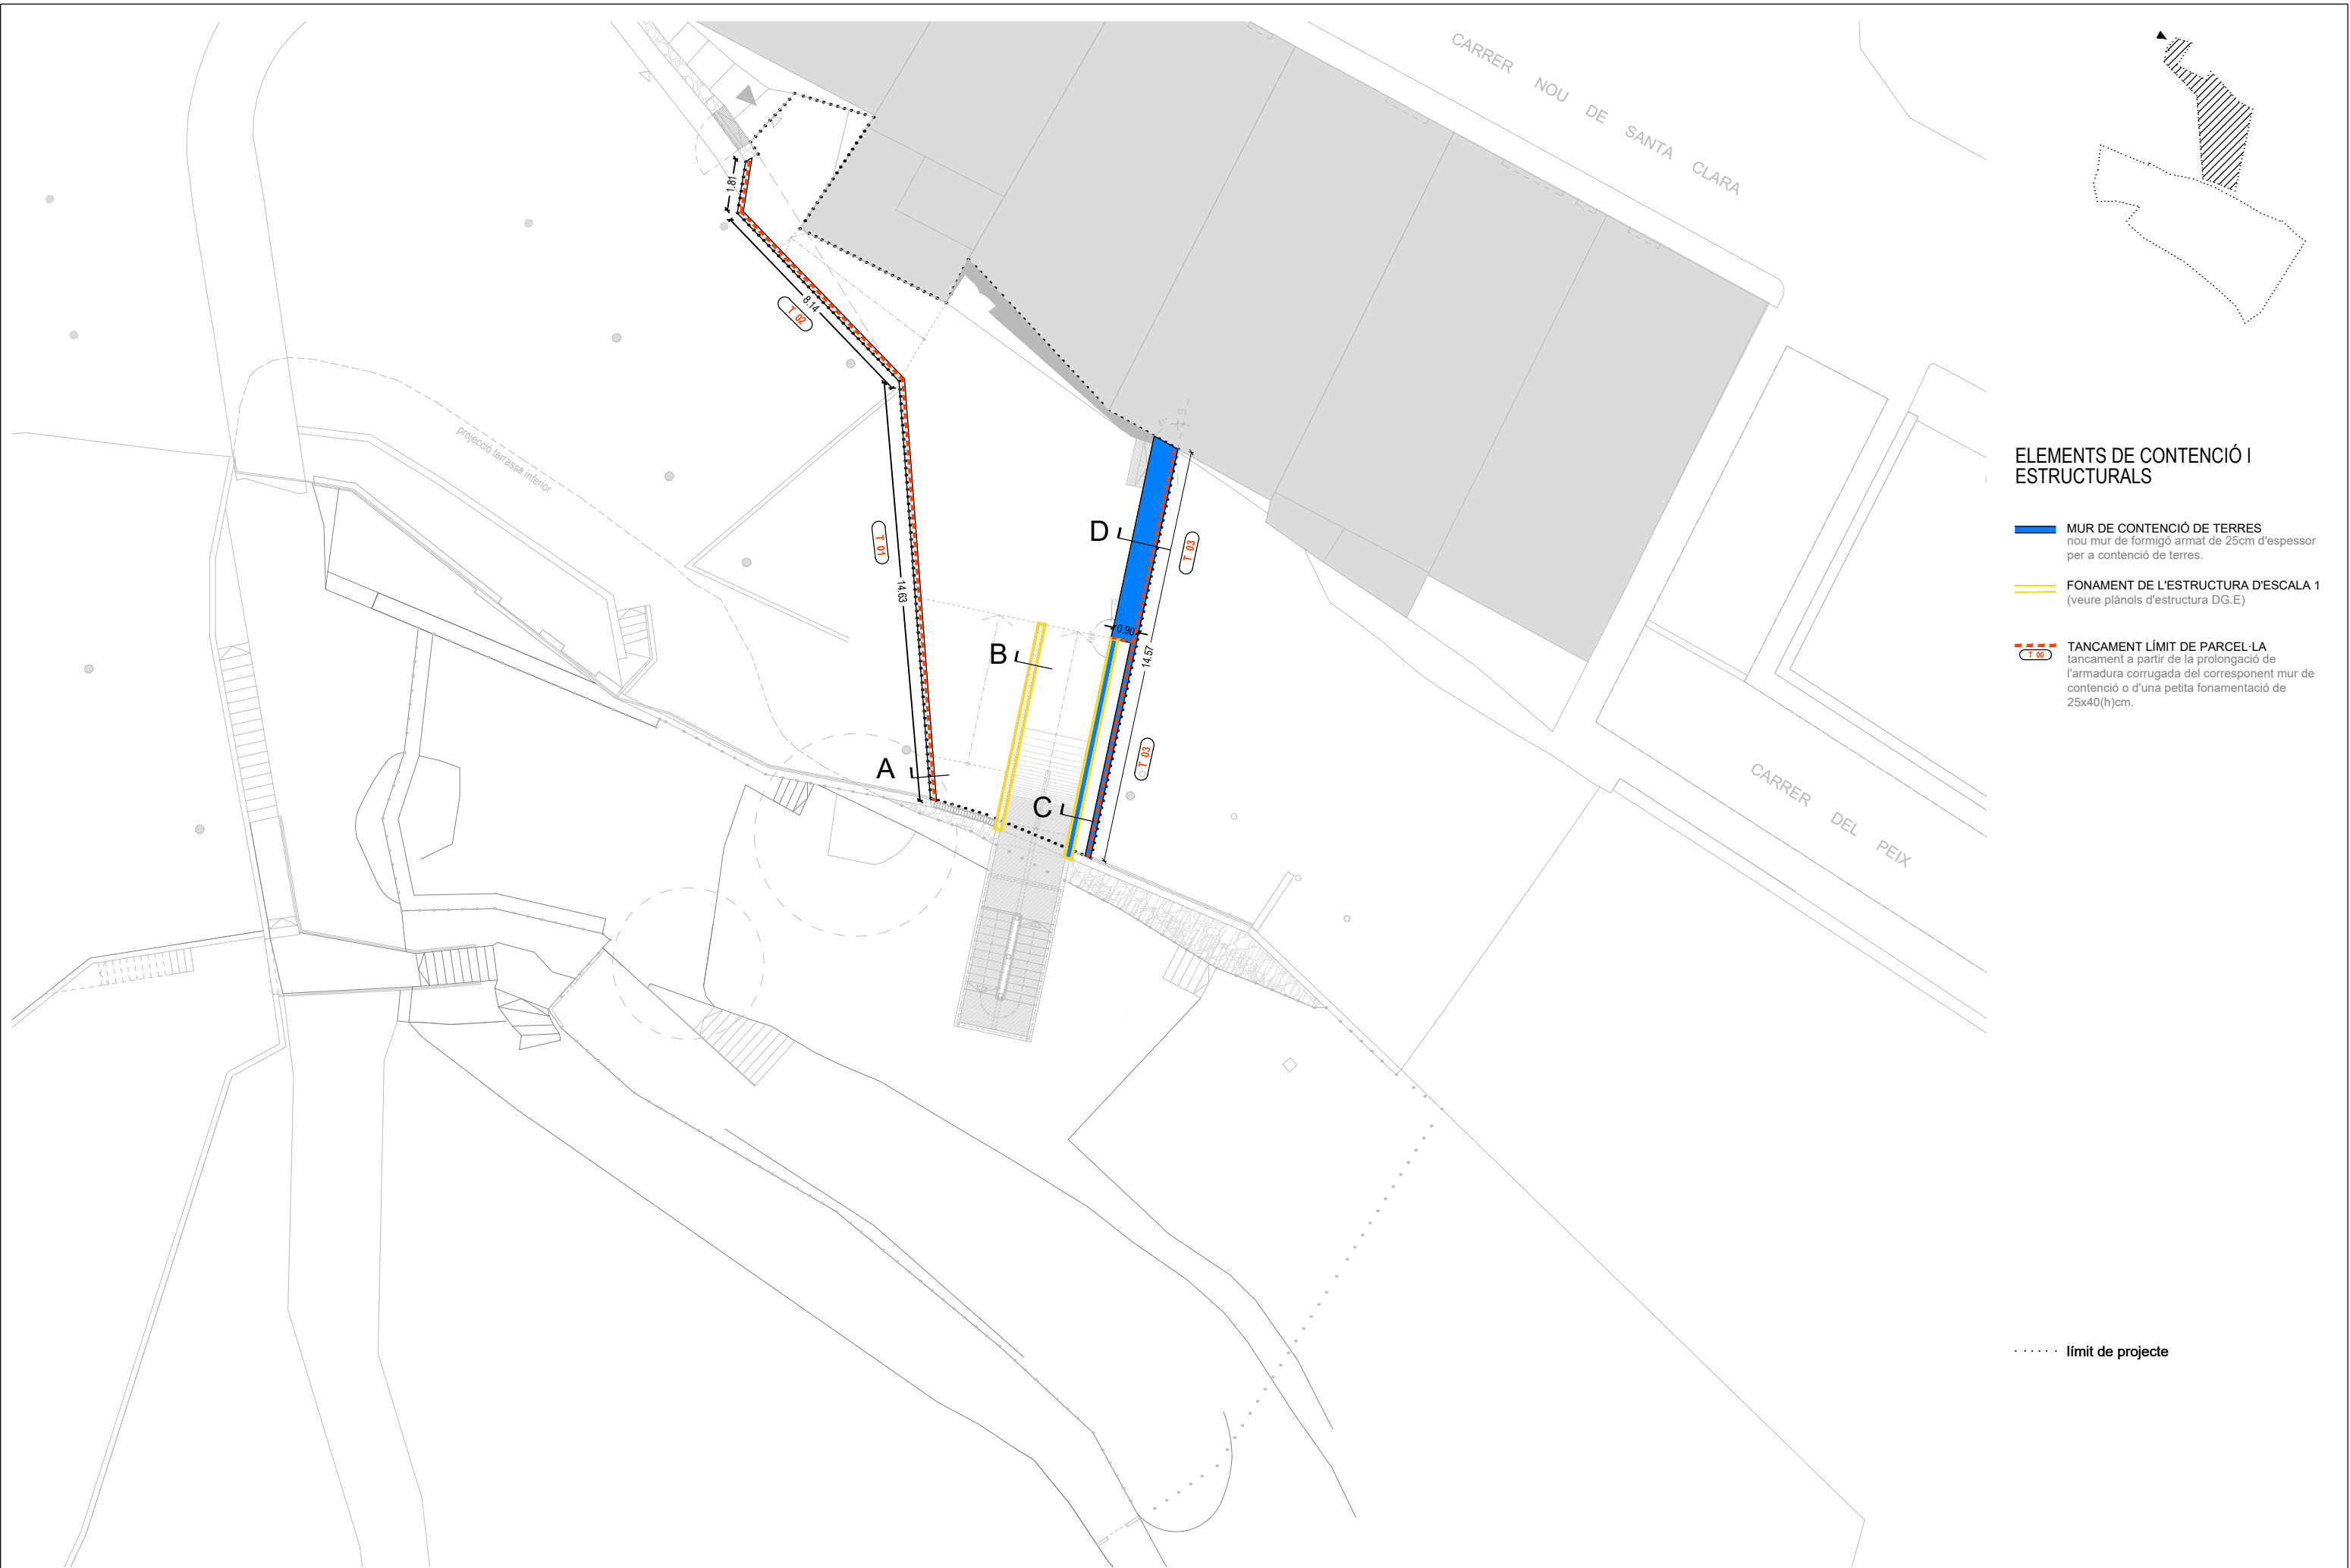 CARRER NOU DE SANTA CLARA
1.81
8.14
T 02
projecció terrassa inferior
T 01
14.63
D
T 03
0.90
14.57
B
T 03
A
C
CARRER DEL PEIX
ELEMENTS DE CONTENCIÓ I
ESTRUCTURALS
MUR DE CONTENCIÓ DE TERRES
nou mur de formigó armat de 25cm d'espessor
per a contenció de terres.
FONAMENT DE L'ESTRUCTURA D'ESCALA 1
(veure plànols d'estructura DG.E)
TANCAMENT LÍMIT DE PARCEL·LA
T 00
tancament a partir de la prolongació de
l'armadura corrugada del corresponent mur de
contenció o d'una petita fonamentació de
25x40(h)cm.
límit de projecte